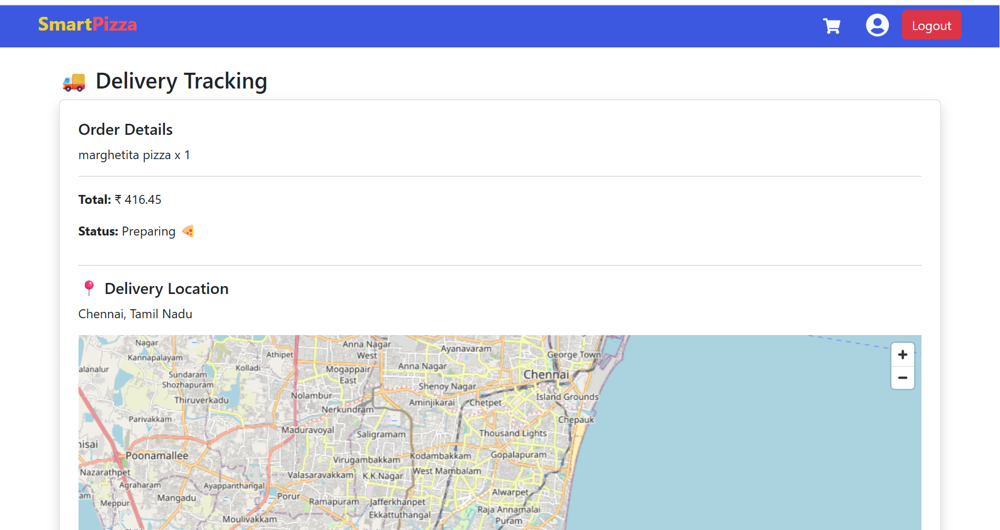 SmartPizza
Logout
Delivery Tracking
Order Details
marghetita pizza x 1
Total: ₹ 416.45
Status: Preparing
Delivery Location
Chennai, Tamil Nadu
Nagar
Kannapalayam
Athipet
Anna Nagar
West
Ayanavaram
George Town
alanalur
Sundaram
Shozhapuram
Kolladi
Mogappair
East
Anna Nagar
Chennai
Thiruverkadu
Nolambur
Shenoy Nagar
Island Grounds
Nerkundram
Aminjikarai
Chetpet
Parivakkam
Chepauk
Maduravoyal
Saligramam
Thousand Lights
nisai
Poonamallee
Virugambakkam
Kodambakkam
Gopalapuram
Nazarathpet
Valasaravakkam
K.K.Nagar
West Mambalam
Agraharam
Ayappanthangal
am
Meppur
Mangadu
Porur
Ramapuram
Jafferkhanpet
Alwarpet
Ekkattuthangal
Raja Annamalai
Puram
Moulivakkam
+
−